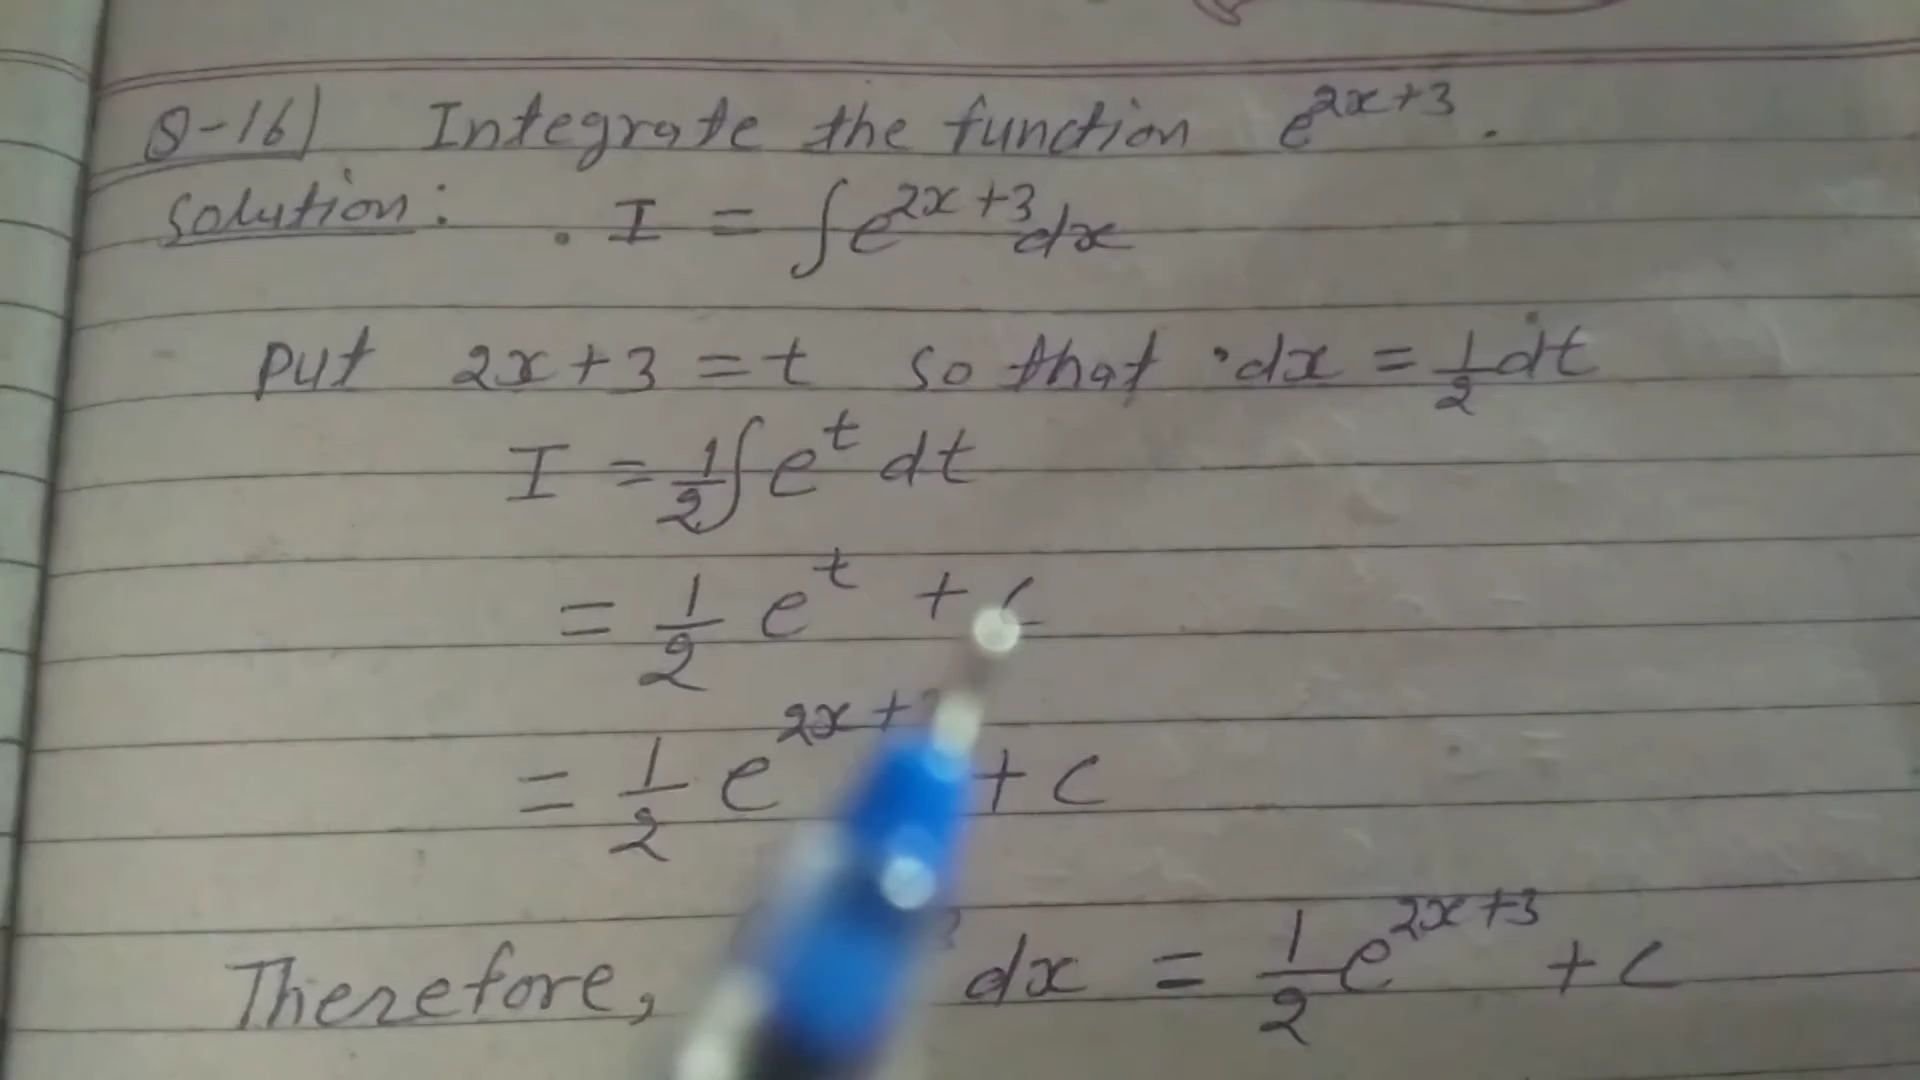 Q-16) Integrate the function e^{2x+3}.
Solution: . I = ∫e^{2x+3}dx
Put 2x+3 = t so that dx = 1/2 dt
I = 1/2 ∫e^t dt
= 1/2 e^t + c
= 1/2 e^{2x+} + c
Therefore, dx = 1/2 e^{2x+3} + c